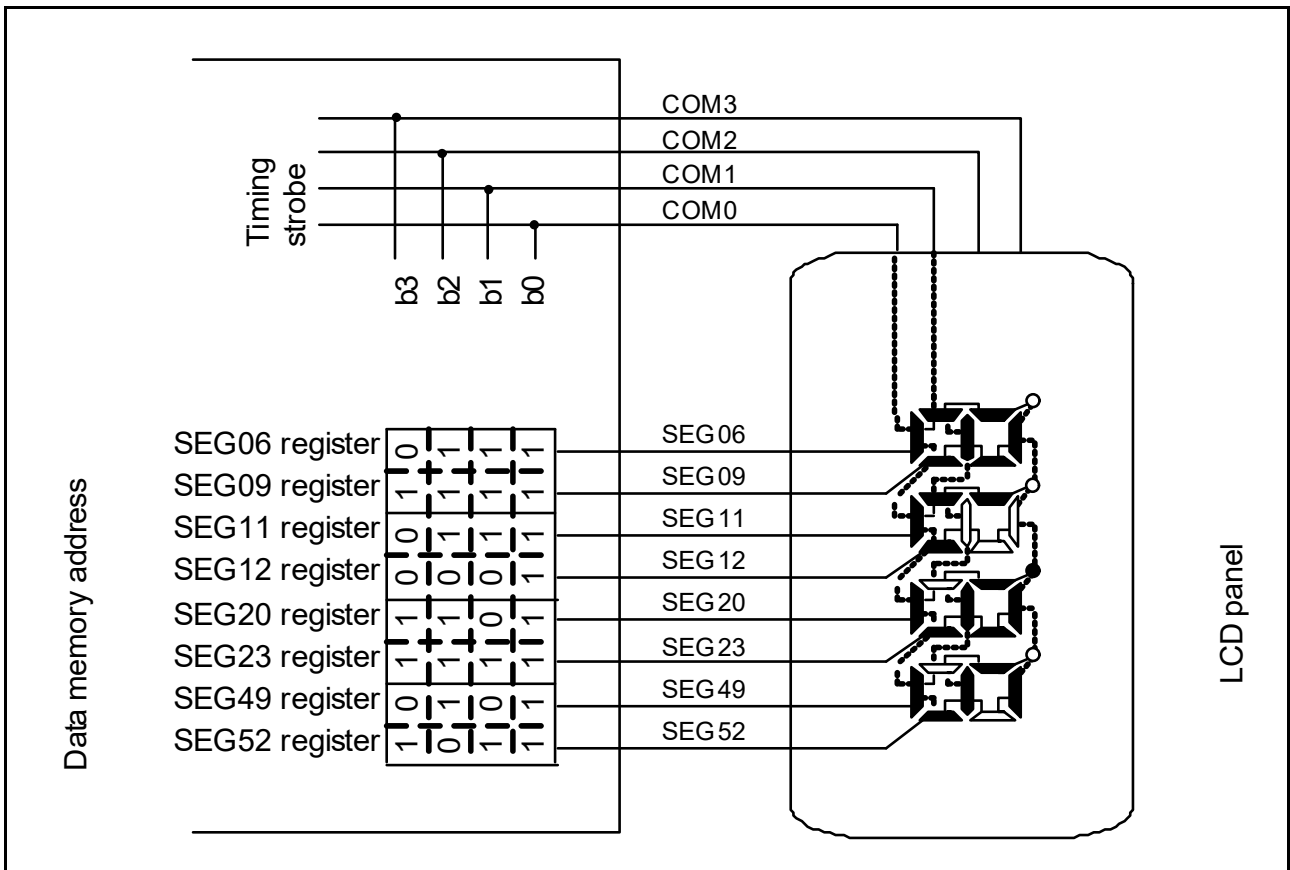 COM3
COM2
COM1
COM0
Timing
strobe
b3
b2
b1
b0
SEG06 register 0 1 1 1 SEG06
SEG09 register 1 1 1 1 SEG09
SEG11 register 0 1 1 1 SEG11
SEG12 register 0 0 0 1 SEG12
SEG20 register 1 1 0 1 SEG20
SEG23 register 1 1 1 1 SEG23
SEG49 register 0 1 0 1 SEG49
SEG52 register 1 0 1 1 SEG52
Data memory address
LCD panel